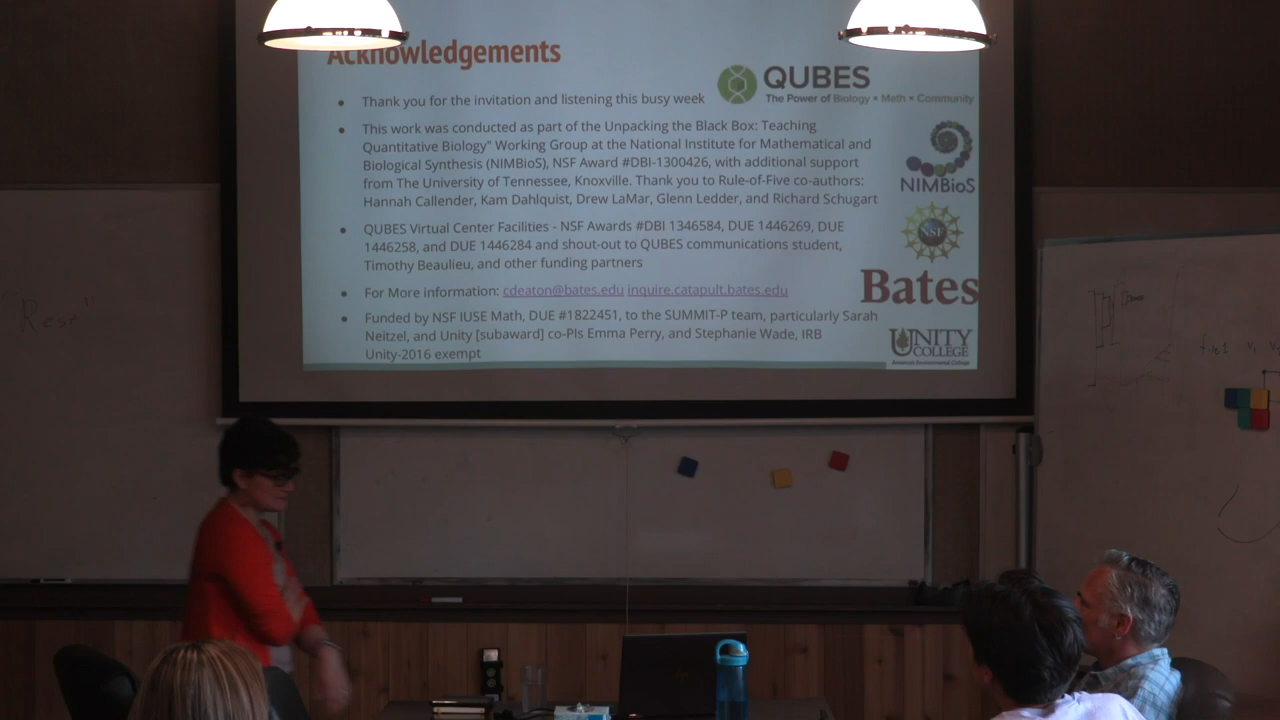 Acknowledgements
QUBES
The Power of Biology × Math × Community
• Thank you for the invitation and listening this busy week
• This work was conducted as part of the Unpacking the Black Box: Teaching
Quantitative Biology" Working Group at the National Institute for Mathematical and
Biological Synthesis (NIMBioS), NSF Award #DBI-1300426, with additional support
from The University of Tennessee, Knoxville. Thank you to Rule-of-Five co-authors:
Hannah Callender, Kam Dahlquist, Drew LaMar, Glenn Ledder, and Richard Schugart
NIMBioS
• QUBES Virtual Center Facilities - NSF Awards #DBI 1346584, DUE 1446269, DUE
1446258, and DUE 1446284 and shout-out to QUBES communications student,
Timothy Beaulieu, and other funding partners
NSF
• For More information: cdeaton@bates.edu inquire.catapult.bates.edu
Bates
• Funded by NSF IUSE Math, DUE #1822451, to the SUMMIT-P team, particularly Sarah
Neitzel, and Unity [subaward] co-PIs Emma Perry, and Stephanie Wade, IRB
Unity-2016 exempt
UNITY
COLLEGE
America's Environmental College